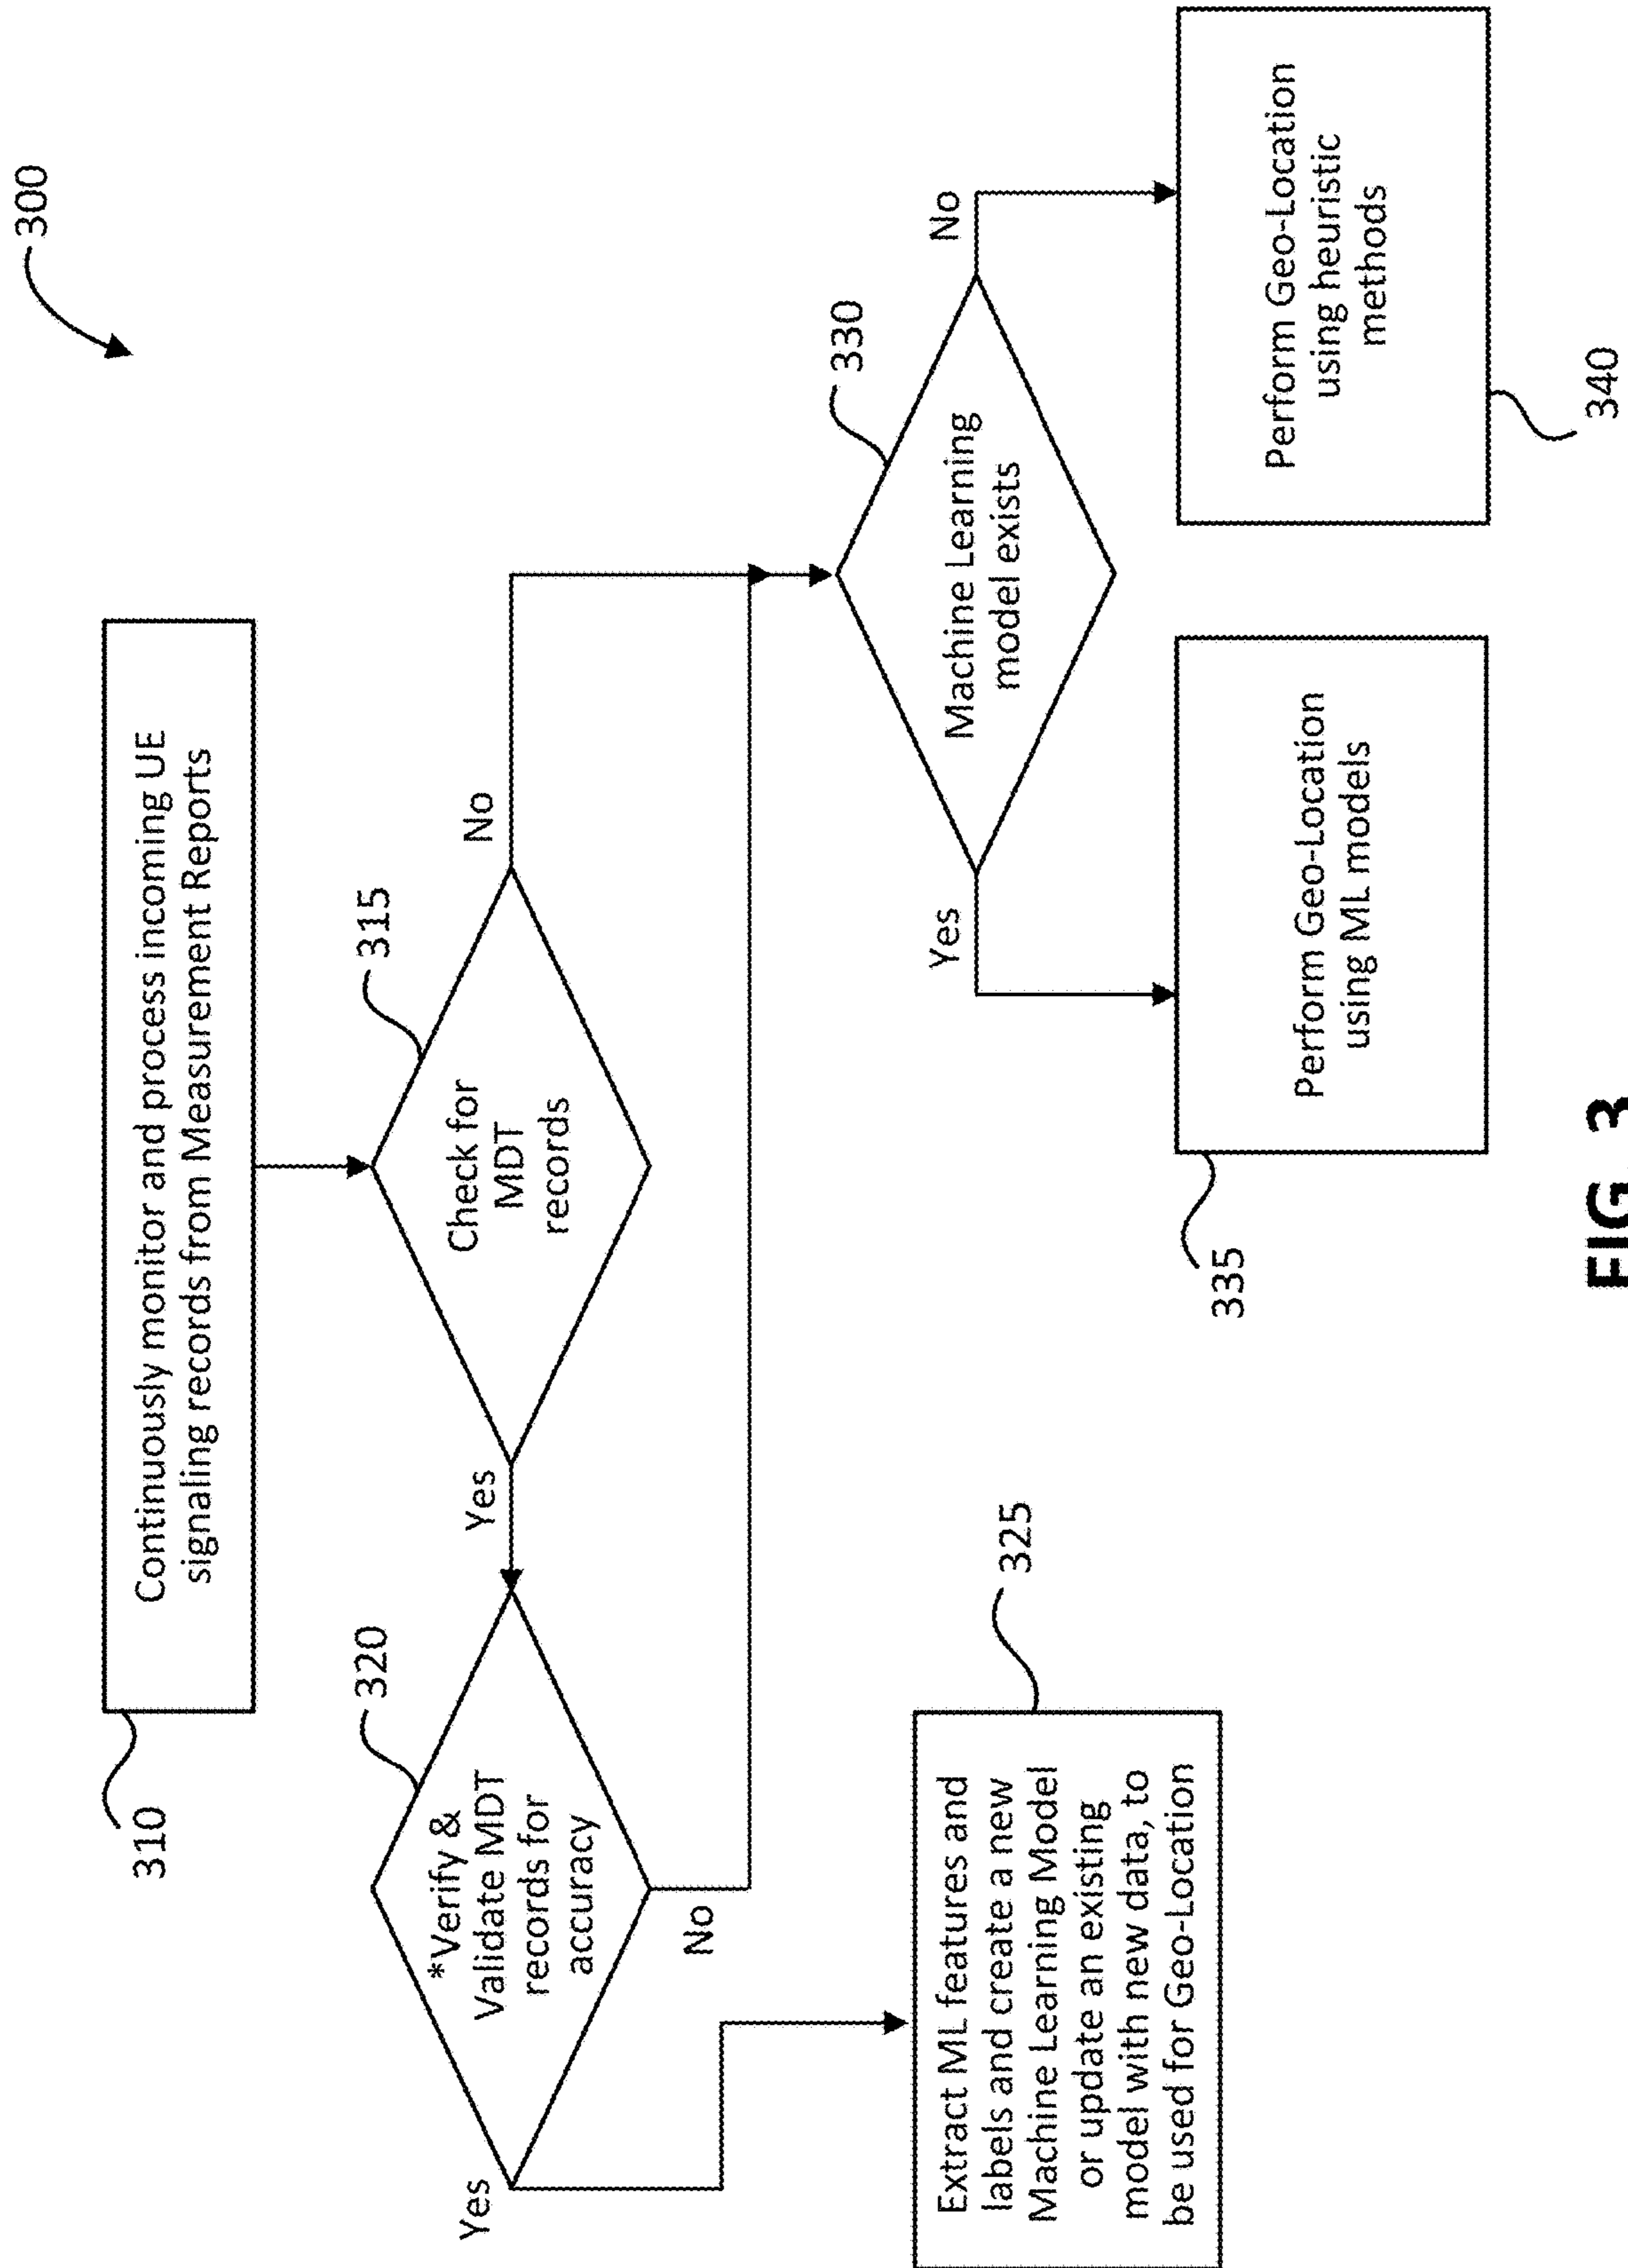 300
Continuously monitor and process incoming UE
signaling records from Measurement Reports
310
Check for
MDT
records
315
Yes
No
*Verify &
Validate MDT
records for
accuracy
320
Yes
No
Extract ML features and
labels and create a new
Machine Learning Model
or update an existing
model with new data, to
be used for Geo-Location
325
Machine Learning
model exists
330
Yes
No
Perform Geo-Location
using ML models
335
Perform Geo-Location
using heuristic
methods
340
FIG. 3